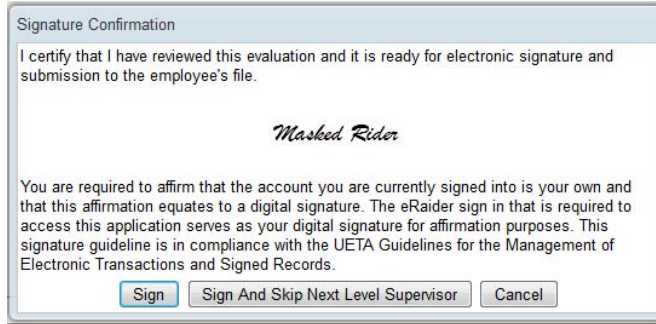 Signature Confirmation
I certify that I have reviewed this evaluation and it is ready for electronic signature and
submission to the employee's file.
Masked Rider
You are required to affirm that the account you are currently signed into is your own and
that this affirmation equates to a digital signature. The eRaider sign in that is required to
access this application serves as your digital signature for affirmation purposes. This
signature guideline is in compliance with the UETA Guidelines for the Management of
Electronic Transactions and Signed Records.
Sign Sign And Skip Next Level Supervisor Cancel